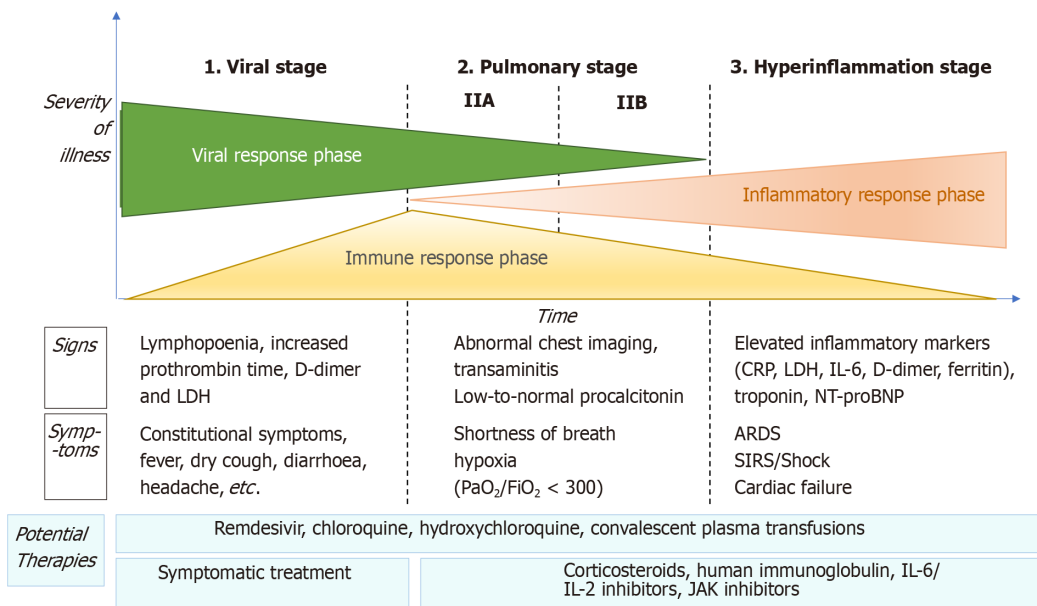 1. Viral stage
2. Pulmonary stage
3. Hyperinflammation stage
IIA
IIB
Severity
of
illness
Viral response phase
Inflammatory response phase
Immune response phase
Time
Signs
Lymphopoenia, increased
prothrombin time, D-dimer
and LDH
Abnormal chest imaging,
transaminitis
Low-to-normal procalcitonin
Elevated inflammatory markers
(CRP, LDH, IL-6, D-dimer, ferritin),
troponin, NT-proBNP
Symp-
-toms
Constitutional symptoms,
fever, dry cough, diarrhoea,
headache, etc.
Shortness of breath
hypoxia
(PaO₂/FiO₂ < 300)
ARDS
SIRS/Shock
Cardiac failure
Potential
Therapies
Remdesivir, chloroquine, hydroxychloroquine, convalescent plasma transfusions
Symptomatic treatment
Corticosteroids, human immunoglobulin, IL-6/
IL-2 inhibitors, JAK inhibitors